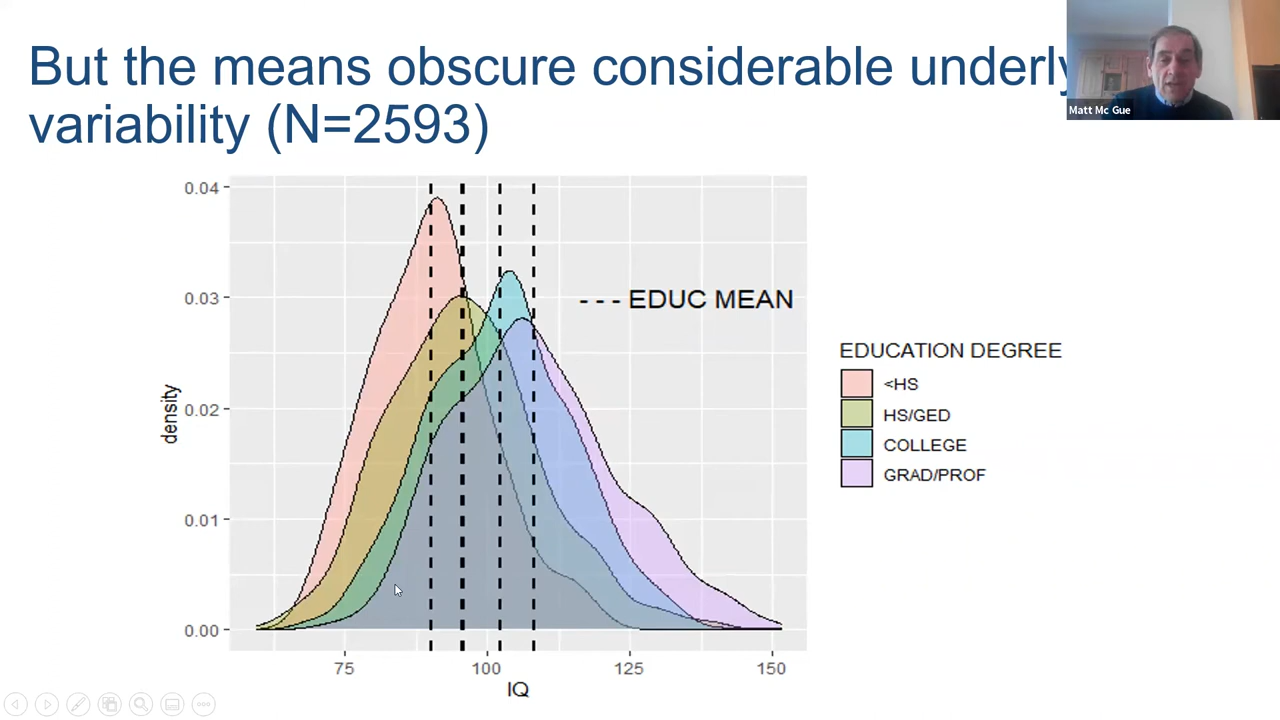 But the means obscure considerable underly
variability (N=2593)
Matt Mc Gue
0.04
0.03
0.02
0.01
0.00
density
75 100 125 150
IQ
--- EDUC MEAN
EDUCATION DEGREE
<HS
HS/GED
COLLEGE
GRAD/PROF